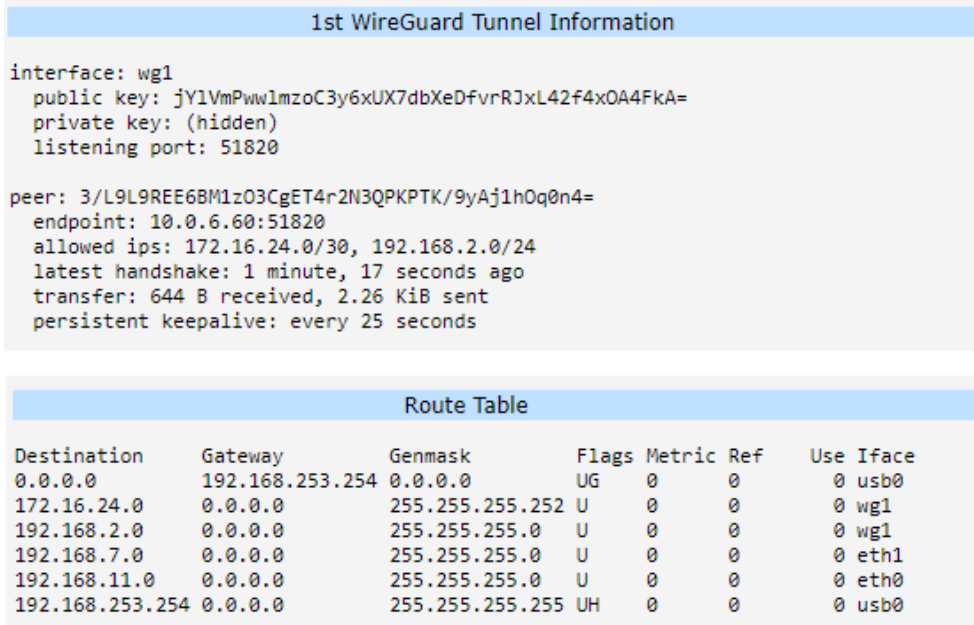 1st WireGuard Tunnel Information
interface: wg1
public key: jYlVmPwwlmzoC3y6xUX7dbXeDfvrRJxL42f4xOA4FkA=
private key: (hidden)
listening port: 51820
peer: 3/L9L9REE6BM1zO3CgET4r2N3QPKPTK/9yAj1hOq0n4=
endpoint: 10.0.6.60:51820
allowed ips: 172.16.24.0/30, 192.168.2.0/24
latest handshake: 1 minute, 17 seconds ago
transfer: 644 B received, 2.26 KiB sent
persistent keepalive: every 25 seconds
Route Table
Destination Gateway Genmask Flags Metric Ref Use Iface
0.0.0.0 192.168.253.254 0.0.0.0 UG 0 0 0 usb0
172.16.24.0 0.0.0.0 255.255.255.252 U 0 0 0 wg1
192.168.2.0 0.0.0.0 255.255.255.0 U 0 0 0 wg1
192.168.7.0 0.0.0.0 255.255.255.0 U 0 0 0 eth1
192.168.11.0 0.0.0.0 255.255.255.0 U 0 0 0 eth0
192.168.253.254 0.0.0.0 255.255.255.255 UH 0 0 0 usb0